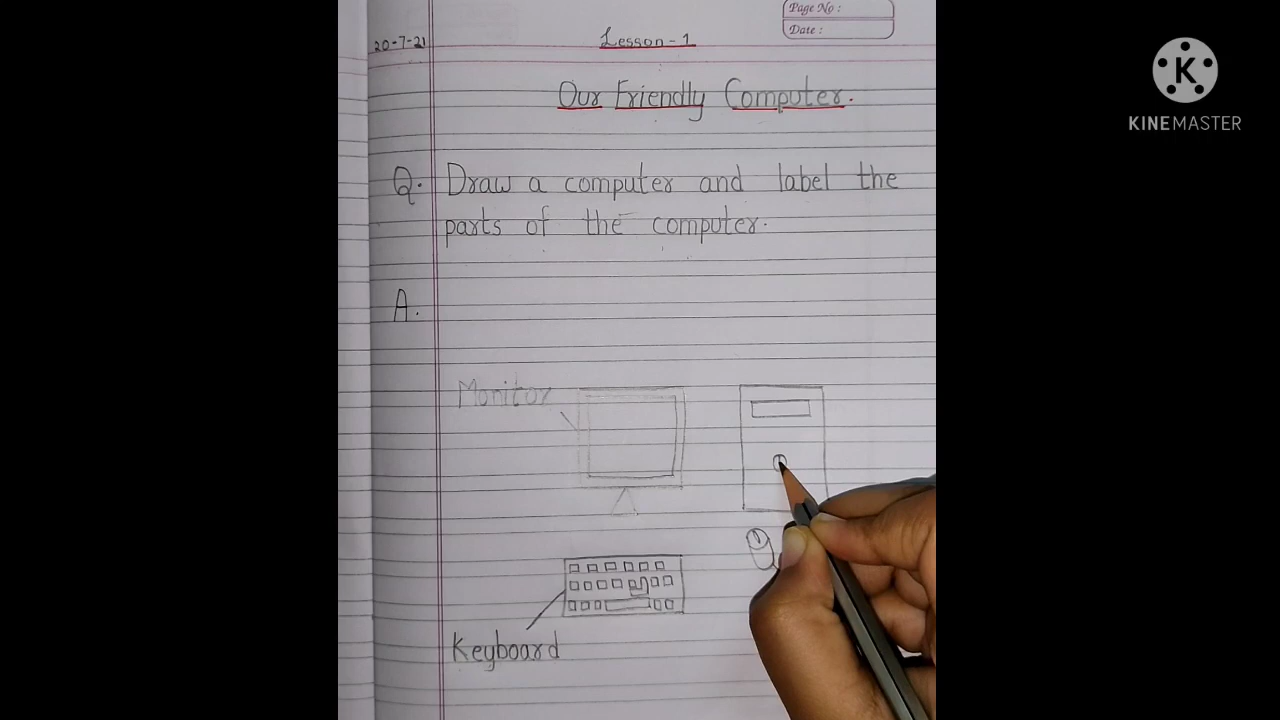 Page No :
Date :
20-7-21
Lesson-1
Our Friendly Computer.
Q. Draw a computer and label the
parts of the computer.
A.
Monitor
Keyboard
K
KINEMASTER